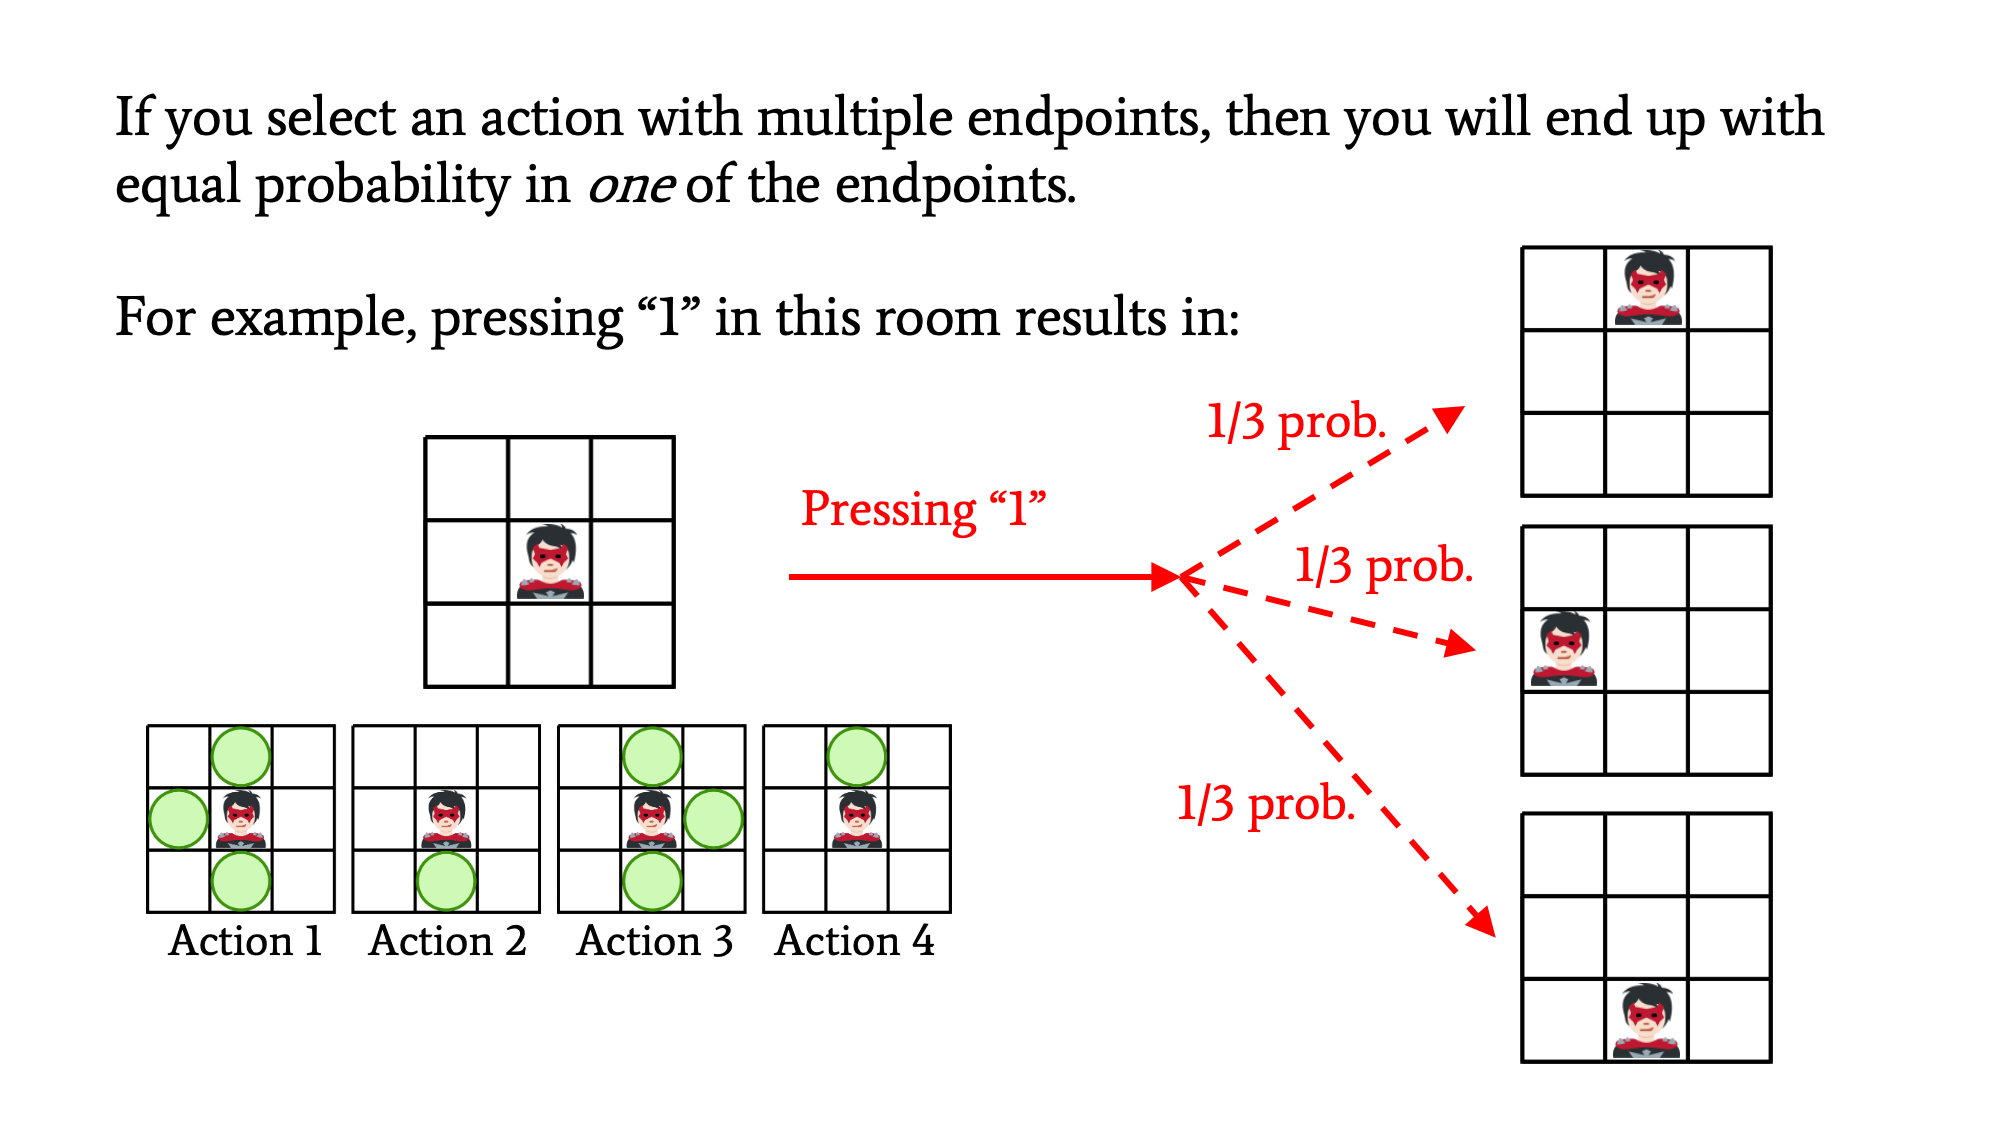 If you select an action with multiple endpoints, then you will end up with
equal probability in one of the endpoints.
For example, pressing “1” in this room results in:
1/3 prob.
Pressing “1”
1/3 prob.
1/3 prob.
Action 1
Action 2
Action 3
Action 4